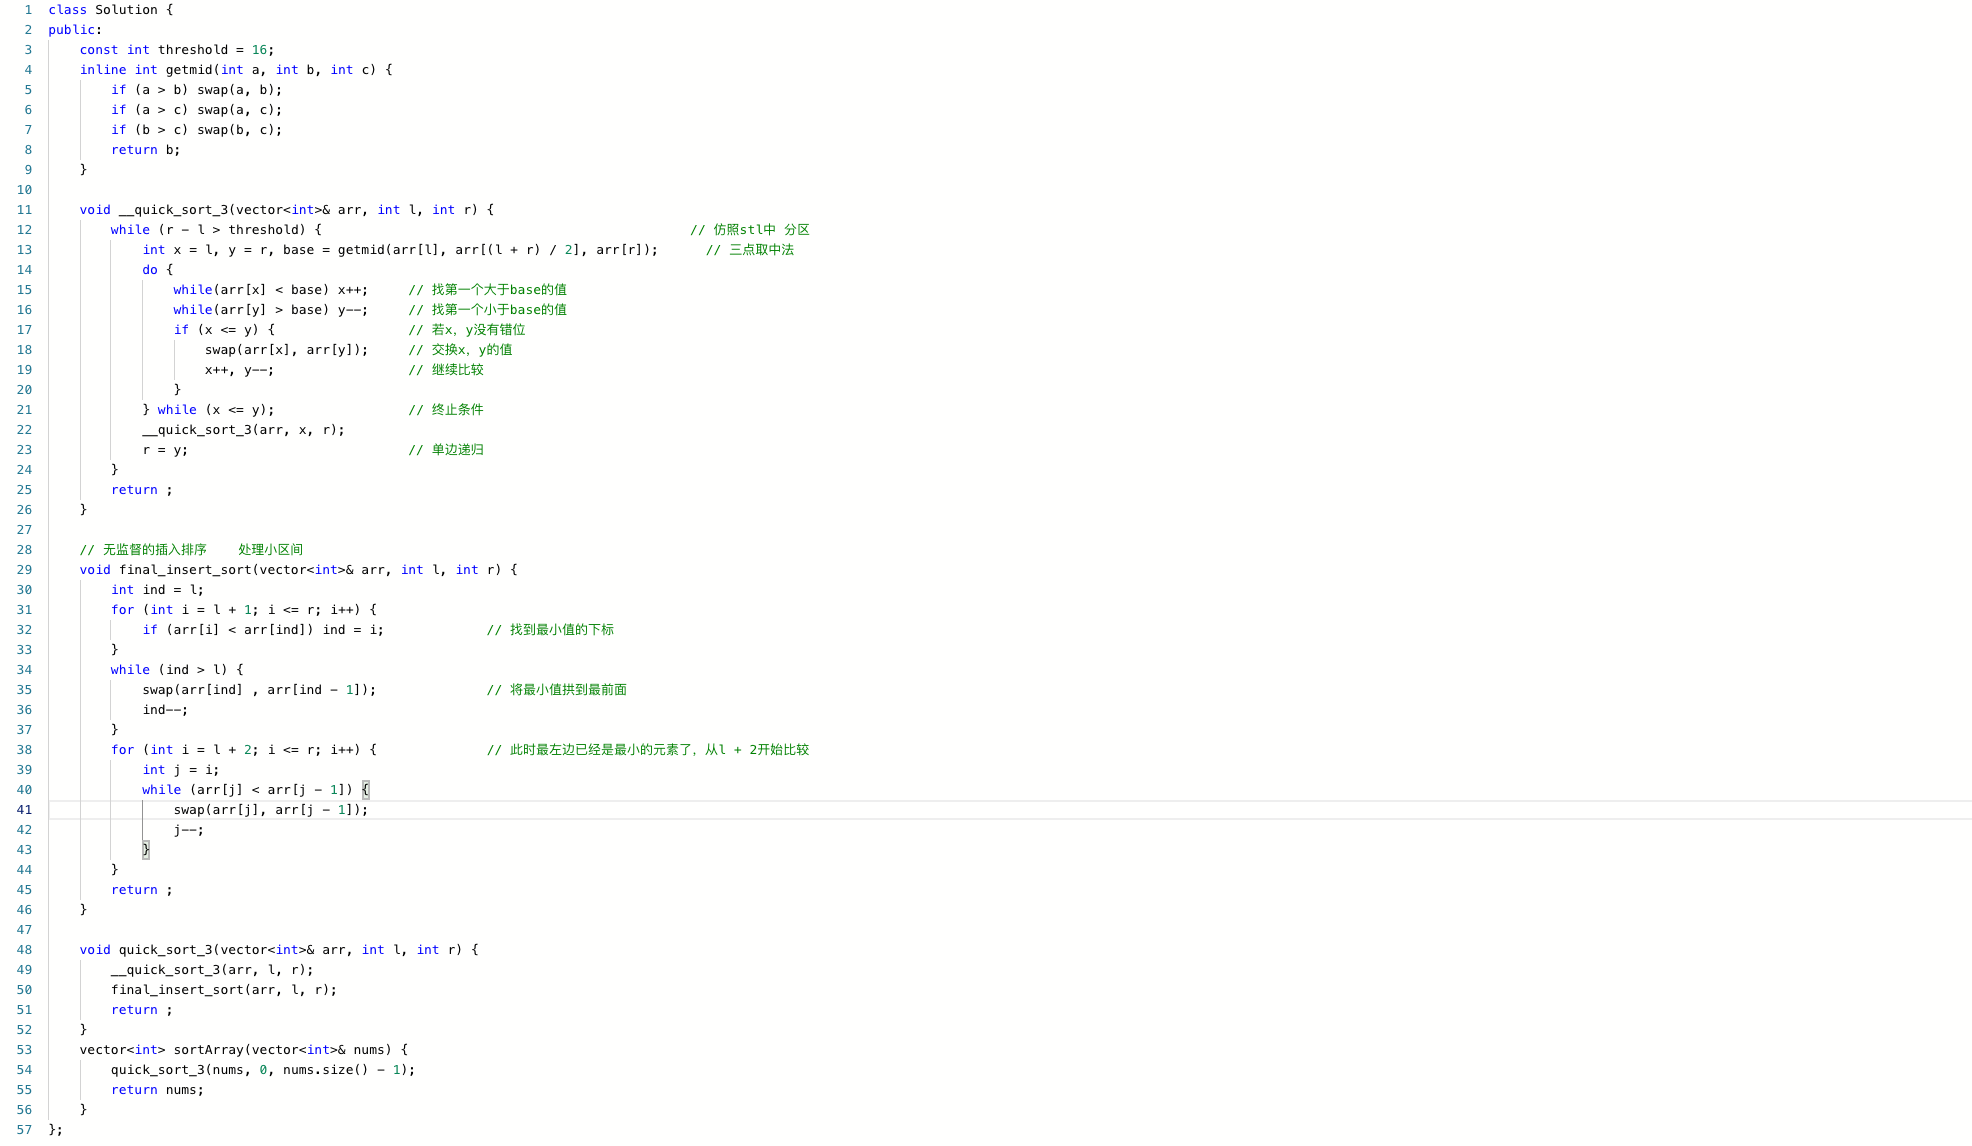 1 class Solution {
2 public:
3     const int threshold = 16;
4     inline int getmid(int a, int b, int c) {
5         if (a > b) swap(a, b);
6         if (a > c) swap(a, c);
7         if (b > c) swap(b, c);
8         return b;
9     }
10
11     void __quick_sort_3(vector<int>& arr, int l, int r) {
12         while (r - l > threshold) {                                               // 仿照stl中 分区
13             int x = l, y = r, base = getmid(arr[l], arr[(l + r) / 2], arr[r]);      // 三点取中法
14             do {
15                 while(arr[x] < base) x++;     // 找第一个大于base的值
16                 while(arr[y] > base) y--;     // 找第一个小于base的值
17                 if (x <= y) {                 // 若x，y没有错位
18                     swap(arr[x], arr[y]);     // 交换x，y的值
19                     x++, y--;                 // 继续比较
20                 }
21             } while (x <= y);                 // 终止条件
22             __quick_sort_3(arr, x, r);
23             r = y;                            // 单边递归
24         }
25         return ;
26     }
27
28     // 无监督的插入排序    处理小区间
29     void final_insert_sort(vector<int>& arr, int l, int r) {
30         int ind = l;
31         for (int i = l + 1; i <= r; i++) {
32             if (arr[i] < arr[ind]) ind = i;             // 找到最小值的下标
33         }
34         while (ind > l) {
35             swap(arr[ind] , arr[ind - 1]);              // 将最小值拱到最前面
36             ind--;
37         }
38         for (int i = l + 2; i <= r; i++) {              // 此时最左边已经是最小的元素了，从l + 2开始比较
39             int j = i;
40             while (arr[j] < arr[j - 1]) {
41                 swap(arr[j], arr[j - 1]);
42                 j--;
43             }
44         }
45         return ;
46     }
47
48     void quick_sort_3(vector<int>& arr, int l, int r) {
49         __quick_sort_3(arr, l, r);
50         final_insert_sort(arr, l, r);
51         return ;
52     }
53     vector<int> sortArray(vector<int>& nums) {
54         quick_sort_3(nums, 0, nums.size() - 1);
55         return nums;
56     }
57 };